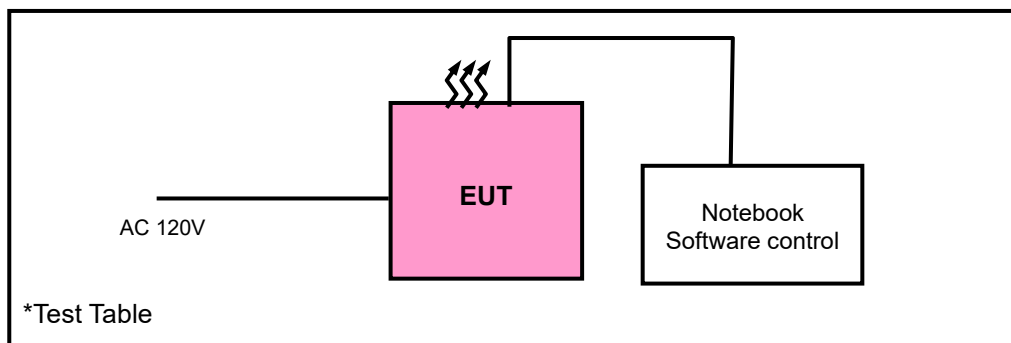 EUT
AC 120V
Notebook
Software control
*Test Table